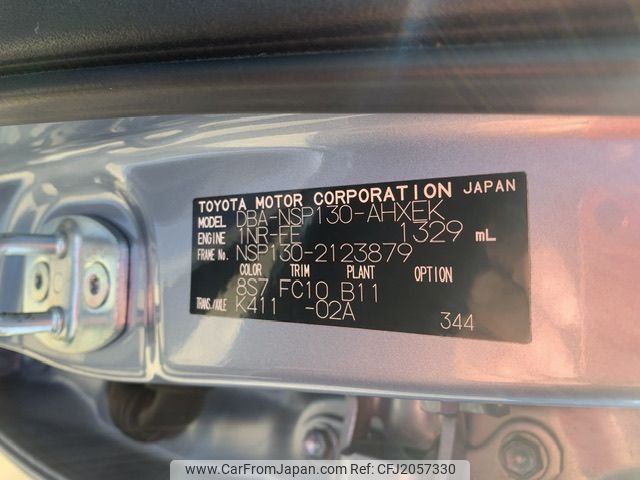 TOYOTA MOTOR CORPORATION JAPAN
MODEL DBA-NSP130-AHXEK
ENGINE 1NR-FE 1329 mL
FRAME No. NSP130-2123879
COLOR TRIM PLANT OPTION
8S7 FC10 B11
TRANS./AXLE K411 -02A
344
www.CarFromJapan.com | Car REF: CFJ2057330